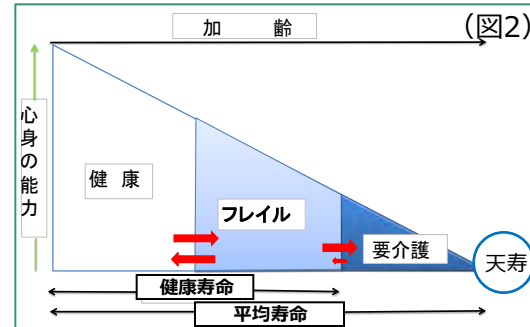 加 齢
(図2)
心身の能力
健 康
フレイル
要介護
天寿
健康寿命
平均寿命